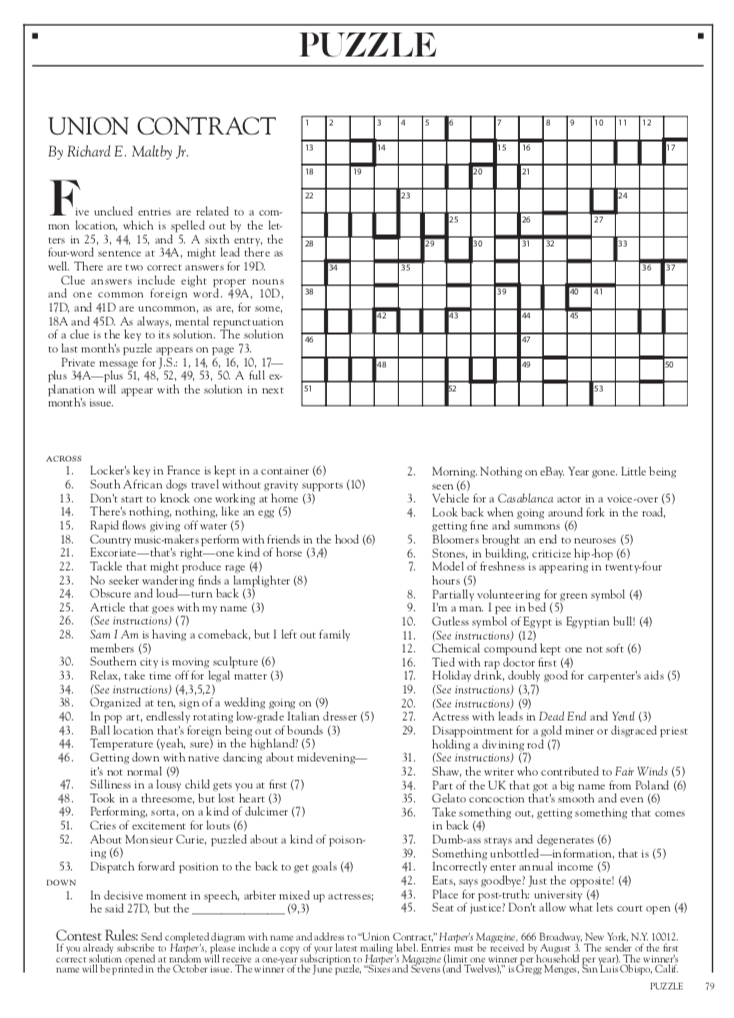 PUZZLE
UNION CONTRACT
By Richard E. Maltby Jr.
Five unclued entries are related to a com-
mon location, which is spelled out by the let-
ters in 25, 3, 44, 15, and 5. A sixth entry, the
four-word sentence at 34A, might lead there as
well. There are two correct answers for 19D.
Clue answers include eight proper nouns
and one common foreign word. 49A, 10D,
17D, and 41D are uncommon, as are, for some,
18A and 45D. As always, mental repunctuation
of a clue is the key to its solution. The solution
to last month's puzzle appears on page 73.
Private message for J.S.: 1, 14, 6, 16, 10, 17—
plus 34A—plus 51, 48, 52, 49, 53, 50. A full ex-
planation will appear with the solution in next
month's issue.
1 2 3 4 5 6 7 8 9 10 11 12
13 14 15 16 17
18 19 20 21
22 23 24
25 26 27
28 29 30 31 32 33
34 35 36 37
38 39 40 41
42 43 44 45
46 47
48 49 50
51 52 53
ACROSS
1. Locker's key in France is kept in a container (6)
6. South African dogs travel without gravity supports (10)
13. Don't start to knock one working at home (3)
14. There's nothing, nothing, like an egg (5)
15. Rapid flows giving off water (5)
18. Country music-makers perform with friends in the hood (6)
21. Excoriate—that's right—one kind of horse (3,4)
22. Tackle that might produce rage (4)
23. No seeker wandering finds a lamplighter (8)
24. Obscure and loud—turn back (3)
25. Article that goes with my name (3)
26. (See instructions) (7)
28. Sam I Am is having a comeback, but I left out family
members (5)
30. Southern city is moving sculpture (6)
33. Relax, take time off for legal matter (3)
34. (See instructions) (4,3,5,2)
38. Organized at ten, sign of a wedding going on (9)
40. In pop art, endlessly rotating low-grade Italian dresser (5)
43. Ball location that's foreign being out of bounds (3)
44. Temperature (yeah, sure) in the highland? (5)
46. Getting down with native dancing about midevening—
it's not normal (9)
47. Silliness in a lousy child gets you at first (7)
48. Took in a threesome, but lost heart (3)
49. Performing, sorta, on a kind of dulcimer (7)
51. Cries of excitement for louts (6)
52. About Monsieur Curie, puzzled about a kind of poison-
ing (6)
53. Dispatch forward position to the back to get goals (4)
DOWN
1. In decisive moment in speech, arbiter mixed up actresses;
he said 27D, but the ____________ (9,3)
2. Morning. Nothing on eBay. Year gone. Little being
seen (6)
3. Vehicle for a Casablanca actor in a voice-over (5)
4. Look back when going around fork in the road,
getting fine and summons (6)
5. Bloomers brought an end to neuroses (5)
6. Stones, in building, criticize hip-hop (6)
7. Model of freshness is appearing in twenty-four
hours (5)
8. Partially volunteering for green symbol (4)
9. I'm a man. I pee in bed (5)
10. Gutless symbol of Egypt is Egyptian bull! (4)
11. (See instructions) (12)
12. Chemical compound kept one not soft (6)
16. Tied with rap doctor first (4)
17. Holiday drink, doubly good for carpenter's aids (5)
19. (See instructions) (3,7)
20. (See instructions) (9)
27. Actress with leads in Dead End and Yentl (3)
29. Disappointment for a gold miner or disgraced priest
holding a divining rod (7)
31. (See instructions) (7)
32. Shaw, the writer who contributed to Fair Winds (5)
34. Part of the UK that got a big name from Poland (6)
35. Gelato concoction that's smooth and even (6)
36. Take something out, getting something that comes
in back (4)
37. Dumb-ass strays and degenerates (6)
39. Something unbottled—information, that is (5)
41. Incorrectly enter annual income (5)
42. Eats, says goodbye? Just the opposite! (4)
43. Place for post-truth: university (4)
45. Seat of justice? Don't allow what lets court open (4)
Contest Rules: Send completed diagram with name and address to "Union Contract," Harper's Magazine, 666 Broadway, New York, N.Y. 10012.
If you already subscribe to Harper's, please include a copy of your latest mailing label. Entries must be received by August 3. The sender of the first
correct solution opened at random will receive a one-year subscription to Harper's Magazine (limit one winner per household per year). The winner's
name will be printed in the October issue. The winner of the June puzzle, "Sixes and Sevens (and Twelves)," is Gregg Menges, San Luis Obispo, Calif.
PUZZLE 79